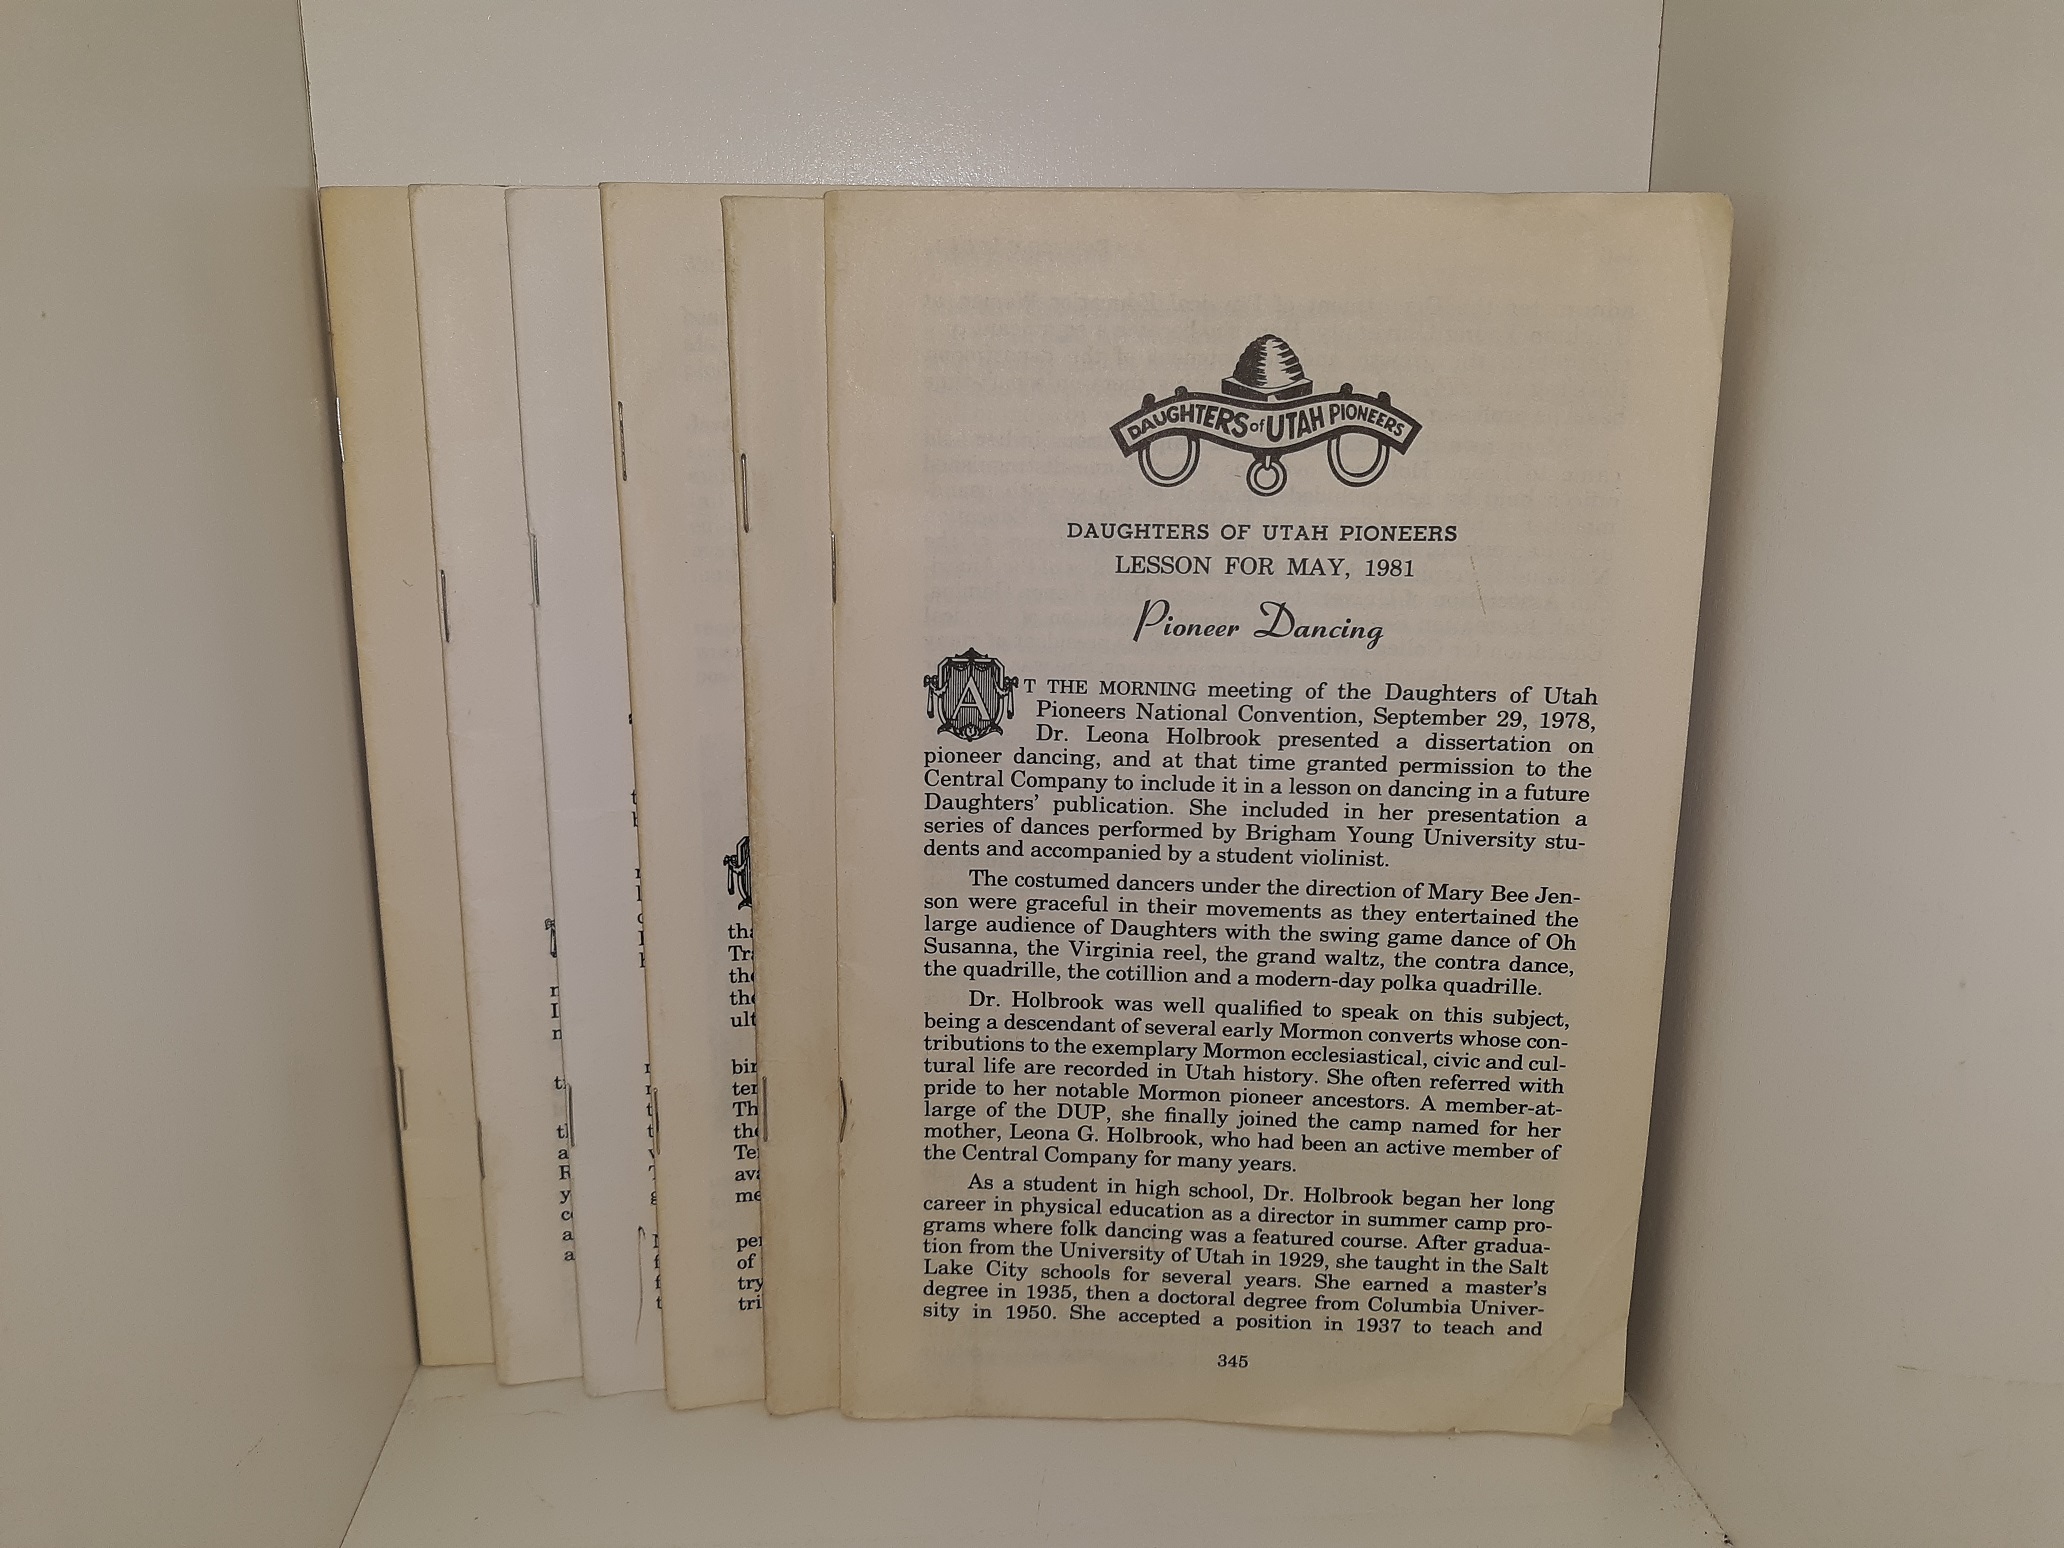 DAUGHTERS of UTAH PIONEERS
DAUGHTERS OF UTAH PIONEERS
LESSON FOR MAY, 1981
Pioneer Dancing
AT THE MORNING meeting of the Daughters of Utah
Pioneers National Convention, September 29, 1978,
Dr. Leona Holbrook presented a dissertation on
pioneer dancing, and at that time granted permission to the
Central Company to include it in a lesson on dancing in a future
Daughters' publication. She included in her presentation a
series of dances performed by Brigham Young University stu-
dents and accompanied by a student violinist.
The costumed dancers under the direction of Mary Bee Jen-
son were graceful in their movements as they entertained the
large audience of Daughters with the swing game dance of Oh
Susanna, the Virginia reel, the grand waltz, the contra dance,
the quadrille, the cotillion and a modern-day polka quadrille.
Dr. Holbrook was well qualified to speak on this subject,
being a descendant of several early Mormon converts whose con-
tributions to the exemplary Mormon ecclesiastical, civic and cul-
tural life are recorded in Utah history. She often referred with
pride to her notable Mormon pioneer ancestors. A member-at-
large of the DUP, she finally joined the camp named for her
mother, Leona G. Holbrook, who had been an active member of
the Central Company for many years.
As a student in high school, Dr. Holbrook began her long
career in physical education as a director in summer camp pro-
grams where folk dancing was a featured course. After gradua-
tion from the University of Utah in 1929, she taught in the Salt
Lake City schools for several years. She earned a master's
degree in 1935, then a doctoral degree from Columbia Univer-
sity in 1950. She accepted a position in 1937 to teach and
345